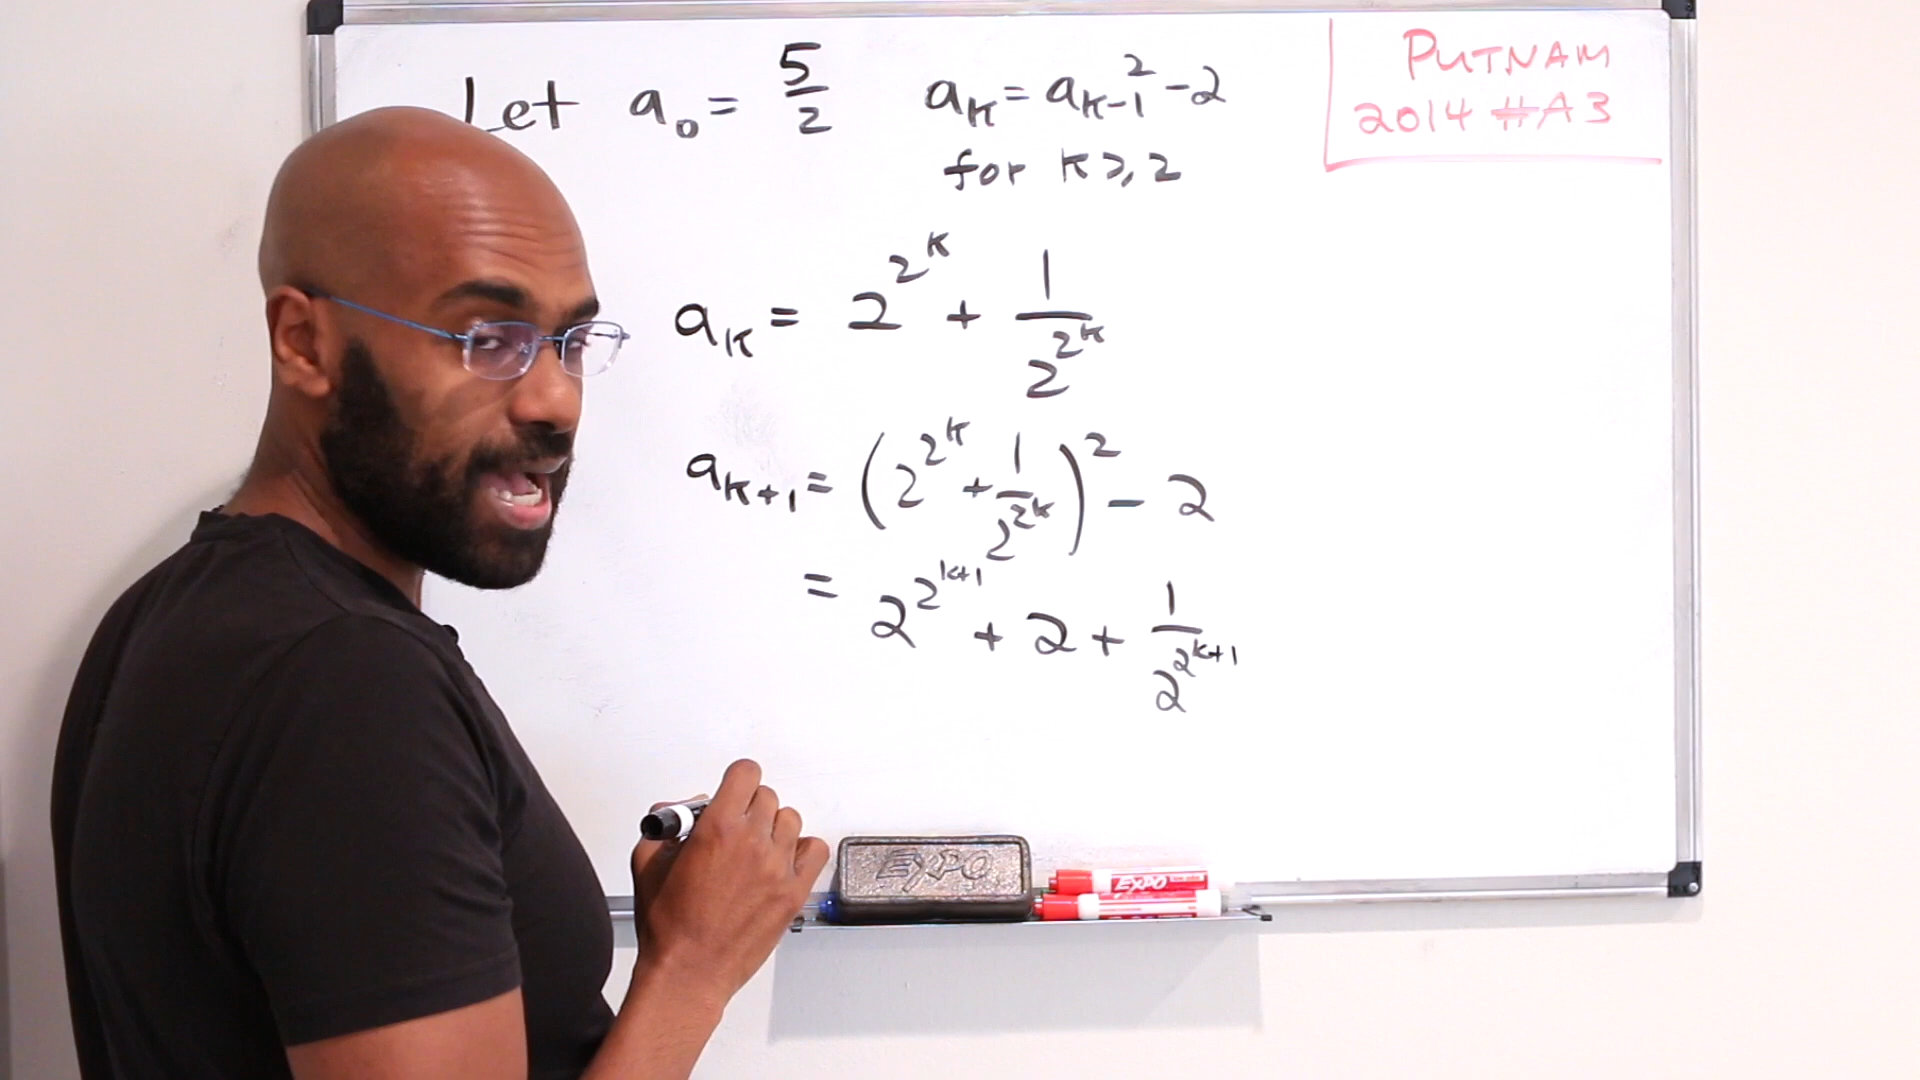 Let a₀ = 5/2 aₖ = aₖ₋₁² - 2
for k ≥ 2
PUTNAM
2014 #A3
aₖ = 2^{2^k} + 1/2^{2^k}
aₖ₊₁ = (2^{2^k} + 1/2^{2^k})² - 2
= 2^{2^{k+1}} + 2 + 1/2^{2^{k+1}}
EXPO
EXPO